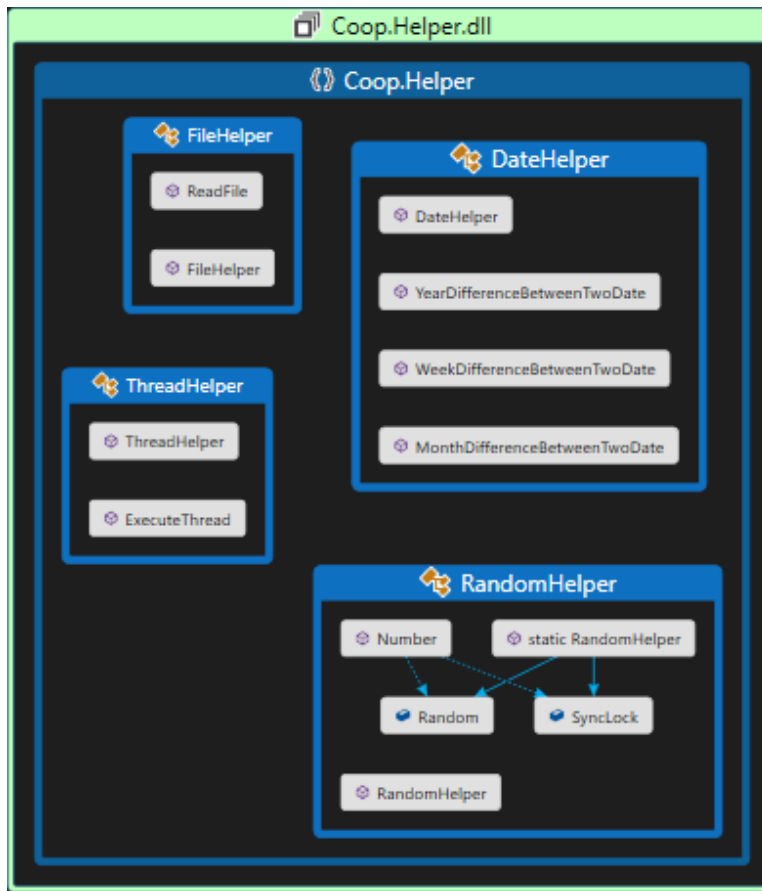 Coop.Helper.dll
Coop.Helper
FileHelper
ReadFile
FileHelper
DateHelper
DateHelper
YearDifferenceBetweenTwoDate
WeekDifferenceBetweenTwoDate
MonthDifferenceBetweenTwoDate
ThreadHelper
ThreadHelper
ExecuteThread
RandomHelper
Number
static RandomHelper
Random
SyncLock
RandomHelper